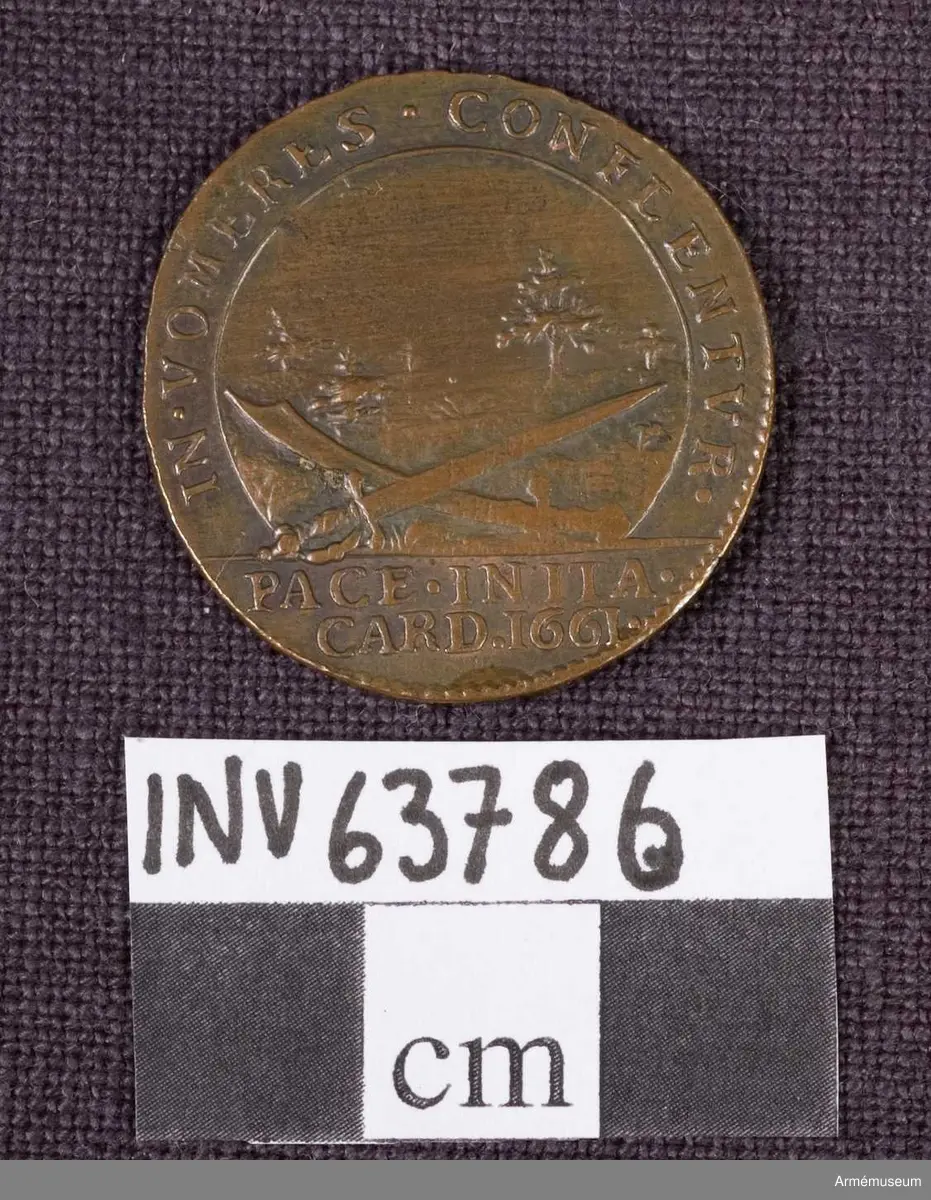 IN · VOMERES · CONFLENTVR ·
PACE · INITA ·
CARD. 1661 ·
INV 63786
cm
Armémuseum